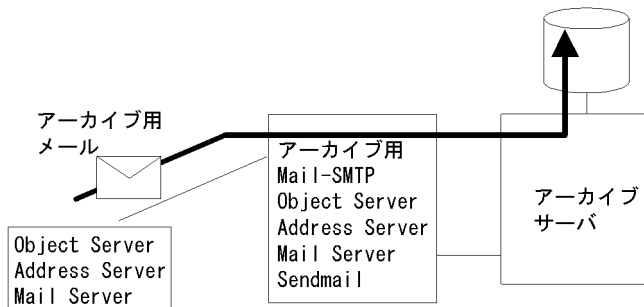 アーカイブ用
メール
Object Server
Address Server
Mail Server
アーカイブ用
Mail-SMTP
Object Server
Address Server
Mail Server
Sendmail
アーカイブ
サーバ